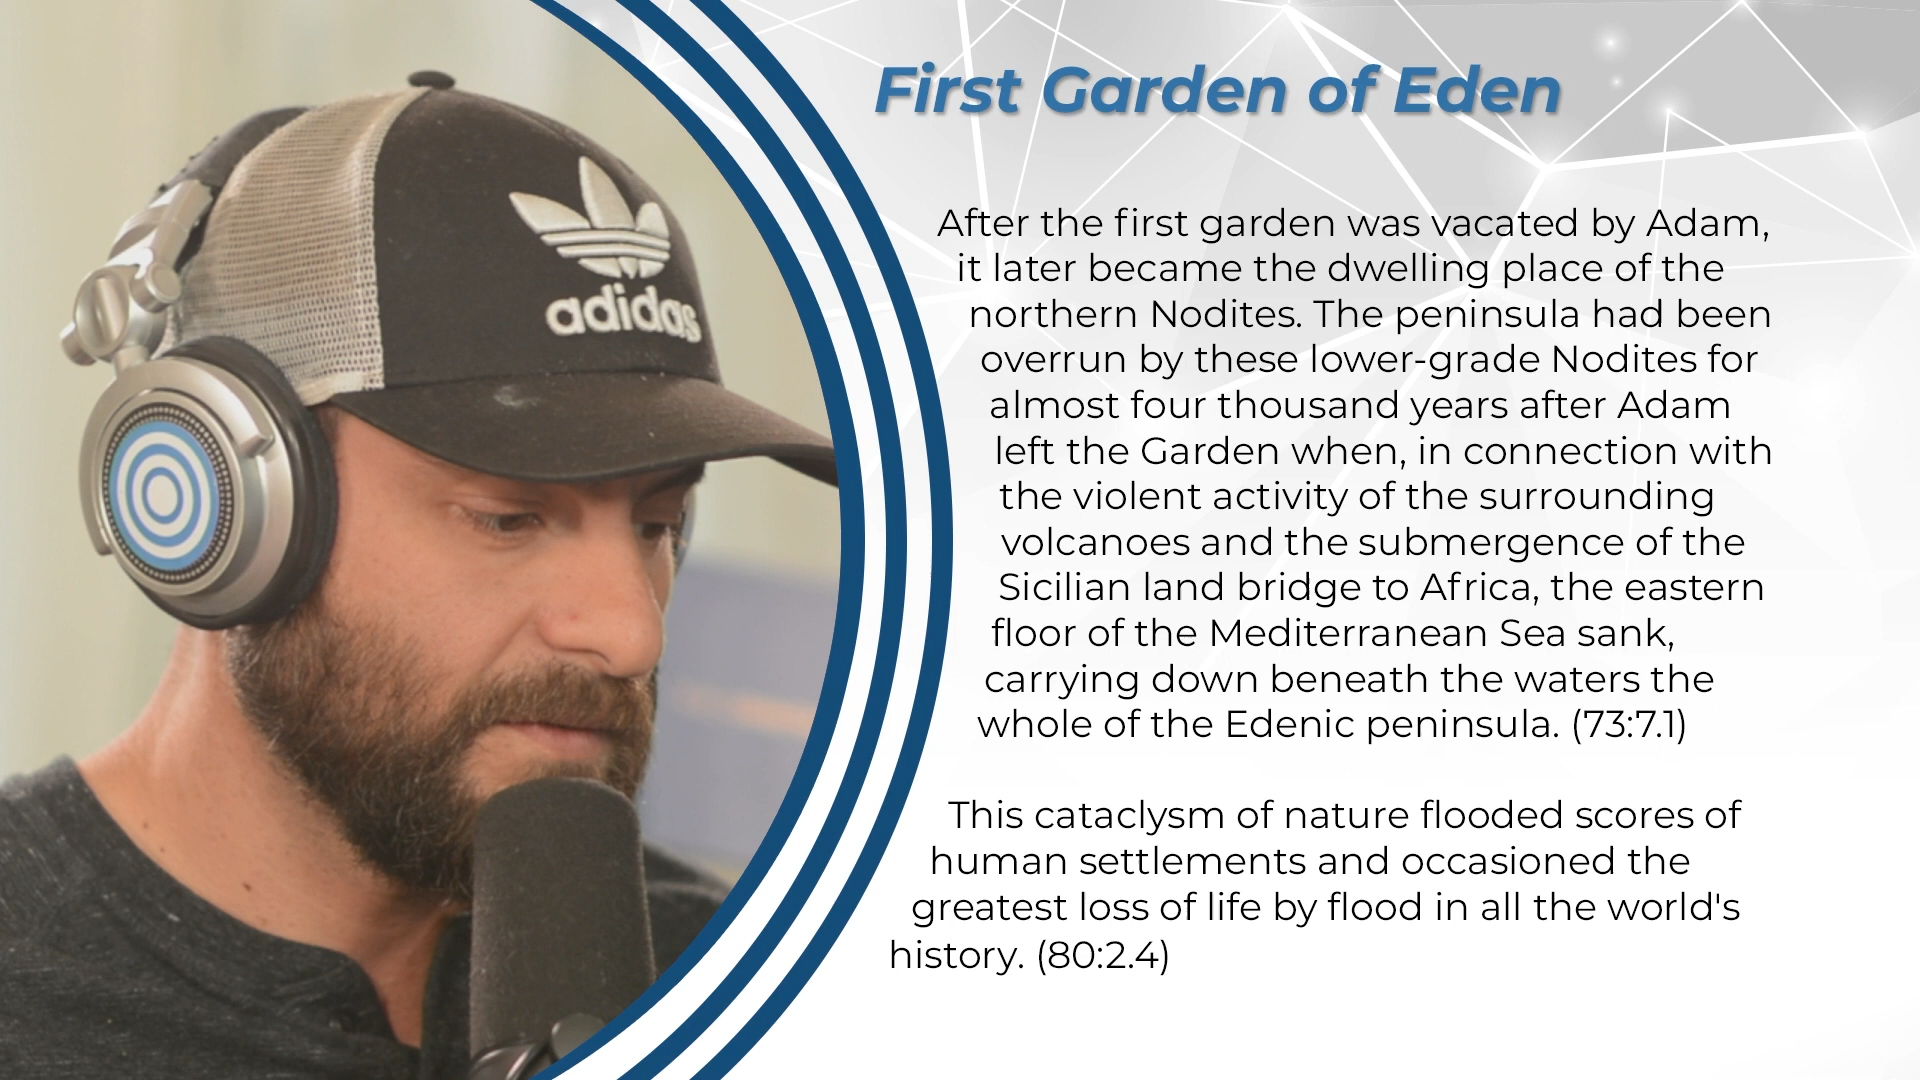 First Garden of Eden
adidas
After the first garden was vacated by Adam,
it later became the dwelling place of the
northern Nodites. The peninsula had been
overrun by these lower-grade Nodites for
almost four thousand years after Adam
left the Garden when, in connection with
the violent activity of the surrounding
volcanoes and the submergence of the
Sicilian land bridge to Africa, the eastern
floor of the Mediterranean Sea sank,
carrying down beneath the waters the
whole of the Edenic peninsula. (73:7.1)
This cataclysm of nature flooded scores of
human settlements and occasioned the
greatest loss of life by flood in all the world's
history. (80:2.4)